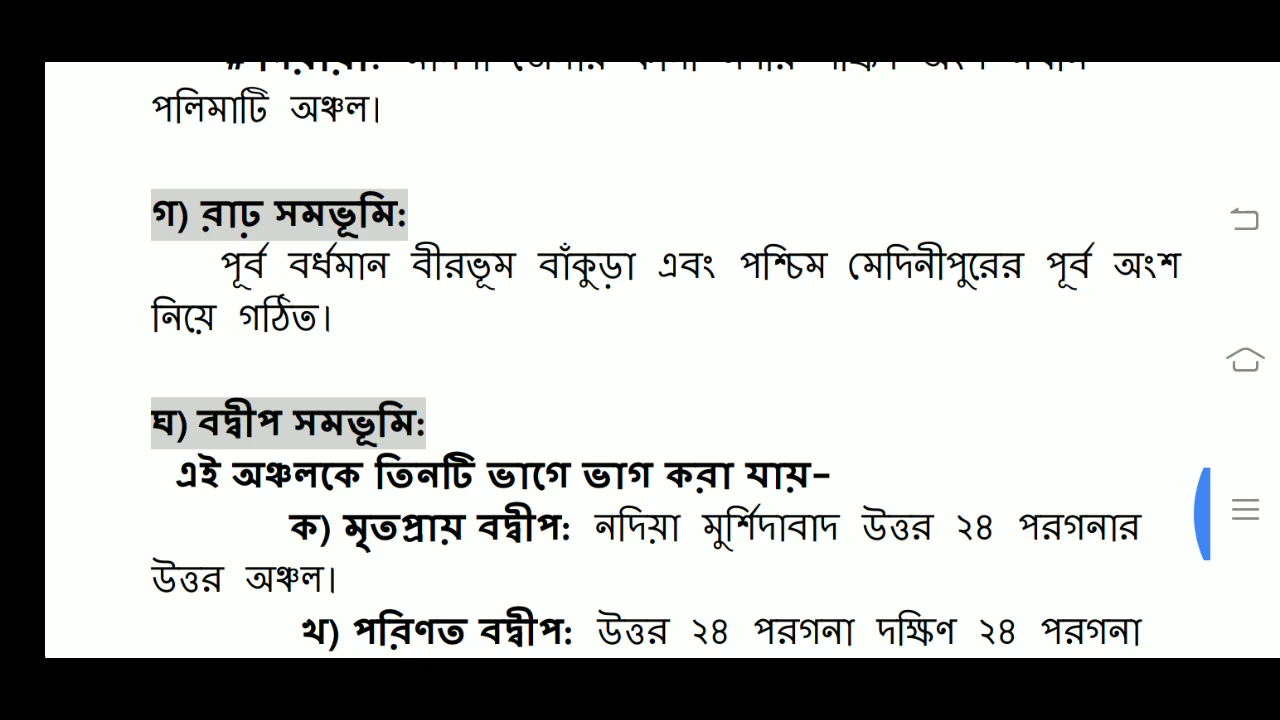 পলিমাটি অঞ্চল।
গ) রাঢ় সমভূমি:
পূর্ব বর্ধমান বীরভূম বাঁকুড়া এবং পশ্চিম মেদিনীপুরের পূর্ব অংশ
নিয়ে গঠিত।
ঘ) বদ্বীপ সমভূমি:
এই অঞ্চলকে তিনটি ভাগে ভাগ করা যায়–
ক) মৃতপ্রায় বদ্বীপ: নদিয়া মুর্শিদাবাদ উত্তর ২৪ পরগনার
উত্তর অঞ্চল।
খ) পরিণত বদ্বীপ: উত্তর ২৪ পরগনা দক্ষিণ ২৪ পরগনা